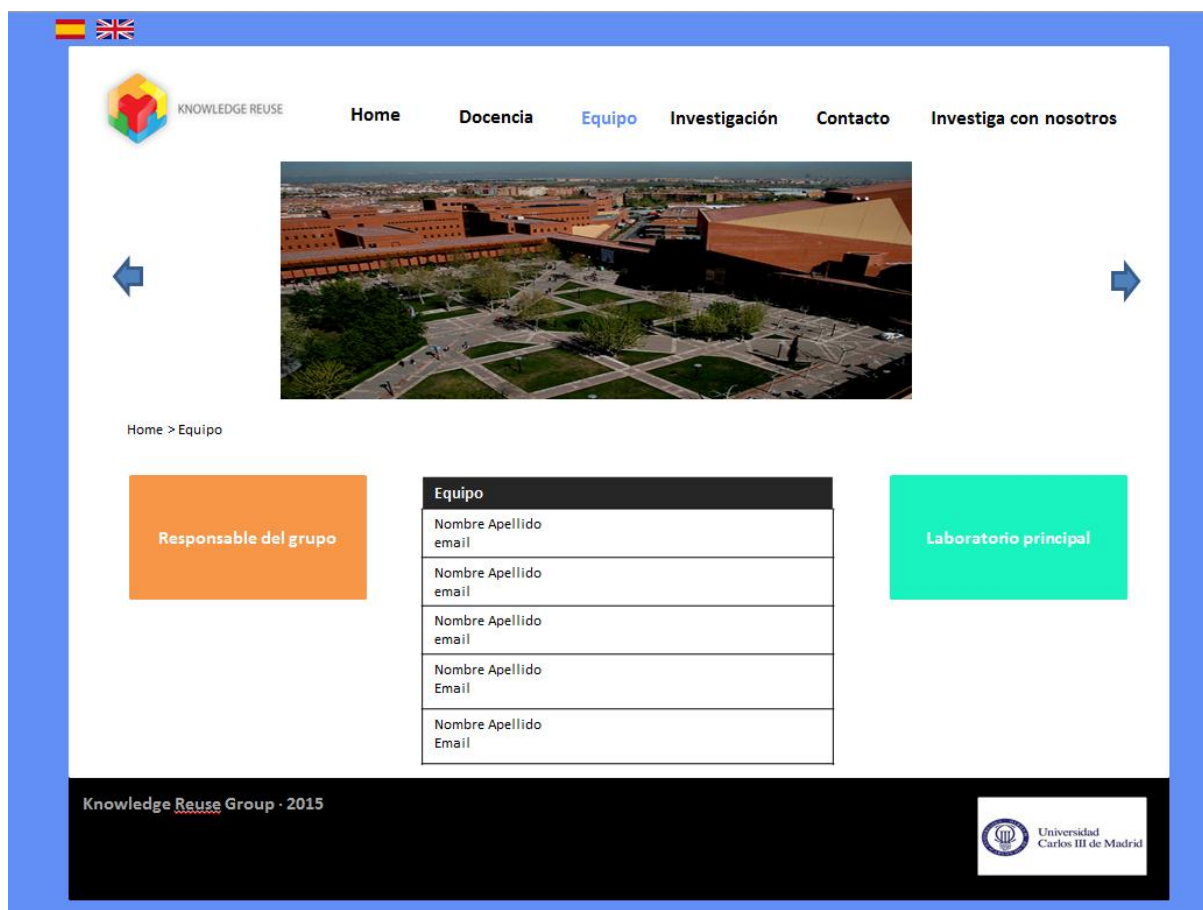 KNOWLEDGE REUSE
Home Docencia Equipo Investigación Contacto Investiga con nosotros
Home > Equipo
Responsable del grupo
Equipo
Nombre Apellido
email
Nombre Apellido
email
Nombre Apellido
email
Nombre Apellido
Email
Nombre Apellido
Email
Laboratorio principal
Knowledge Reuse Group · 2015
Universidad
Carlos III de Madrid